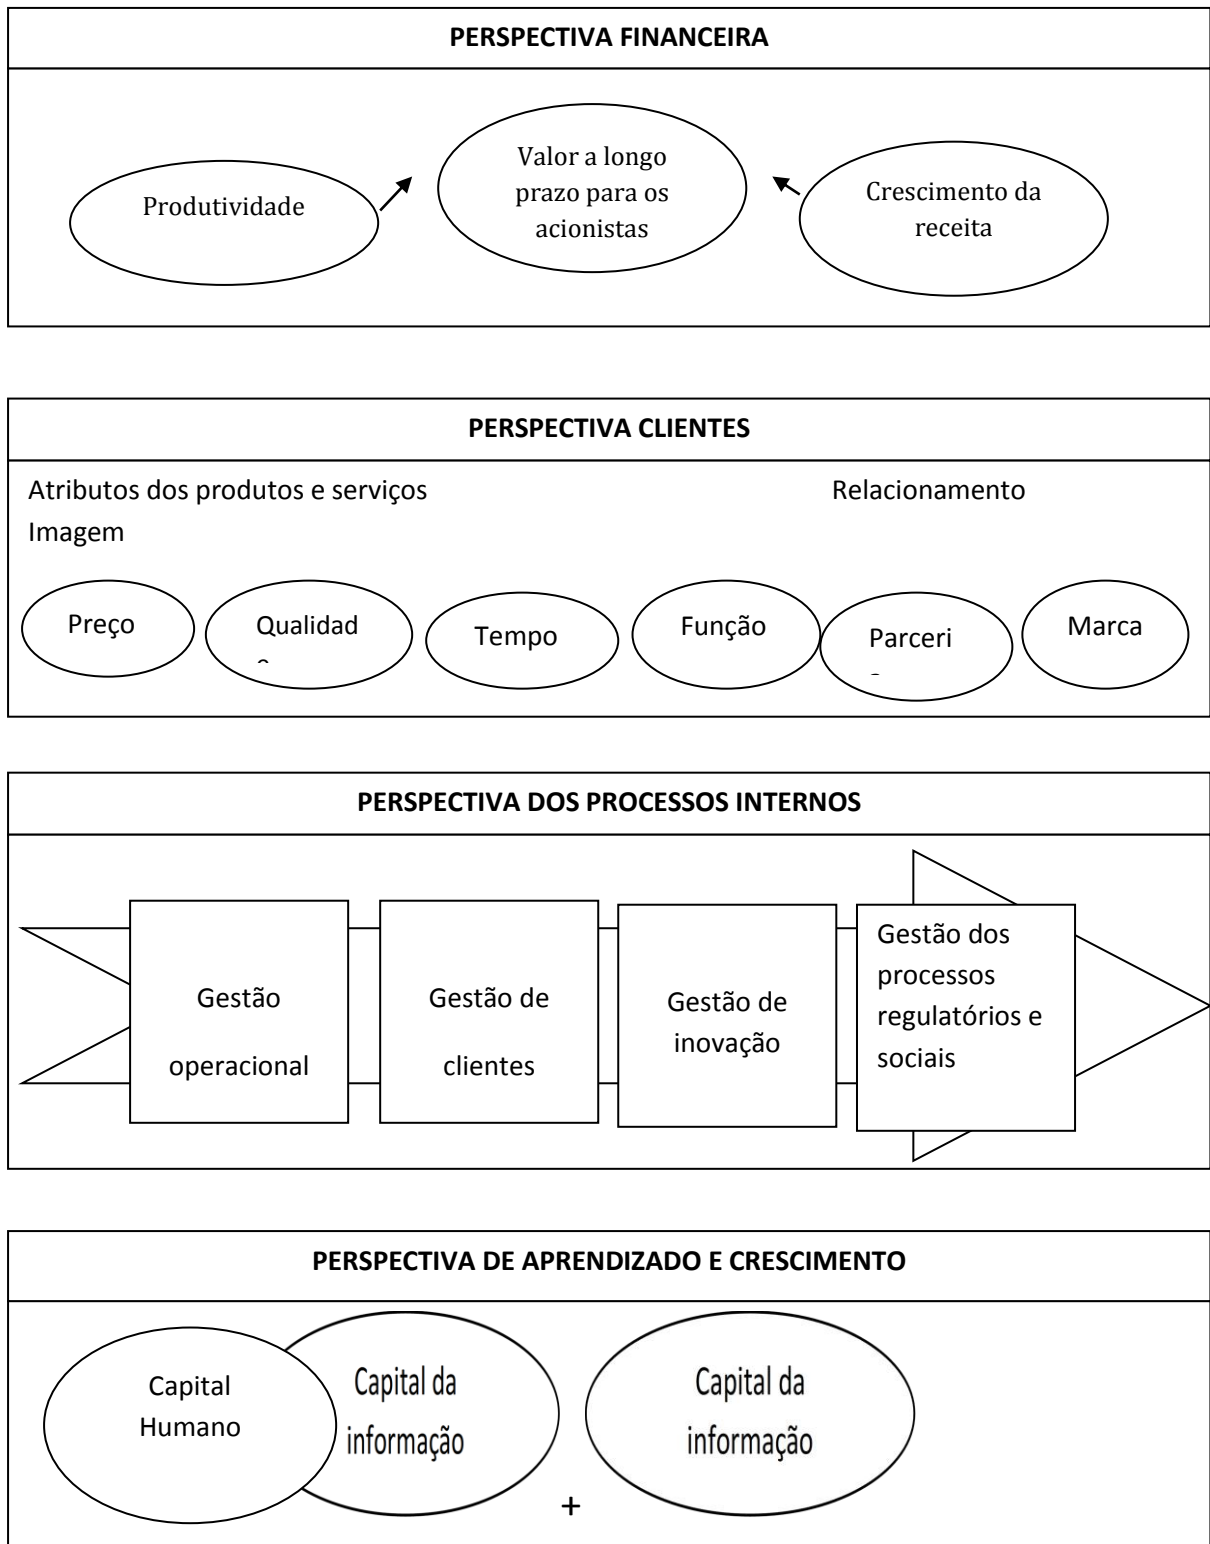 PERSPECTIVA FINANCEIRA
Produtividade
Valor a longo
prazo para os
acionistas
Crescimento da
receita
PERSPECTIVA CLIENTES
Atributos dos produtos e serviços Relacionamento
Imagem
Preço
Qualidad
Tempo
Função
Parceri
Marca
PERSPECTIVA DOS PROCESSOS INTERNOS
Gestão
operacional
Gestão de
clientes
Gestão de
inovação
Gestão dos
processos
regulatórios e
sociais
PERSPECTIVA DE APRENDIZADO E CRESCIMENTO
Capital
Humano
Capital da
informação
+
Capital da
informação